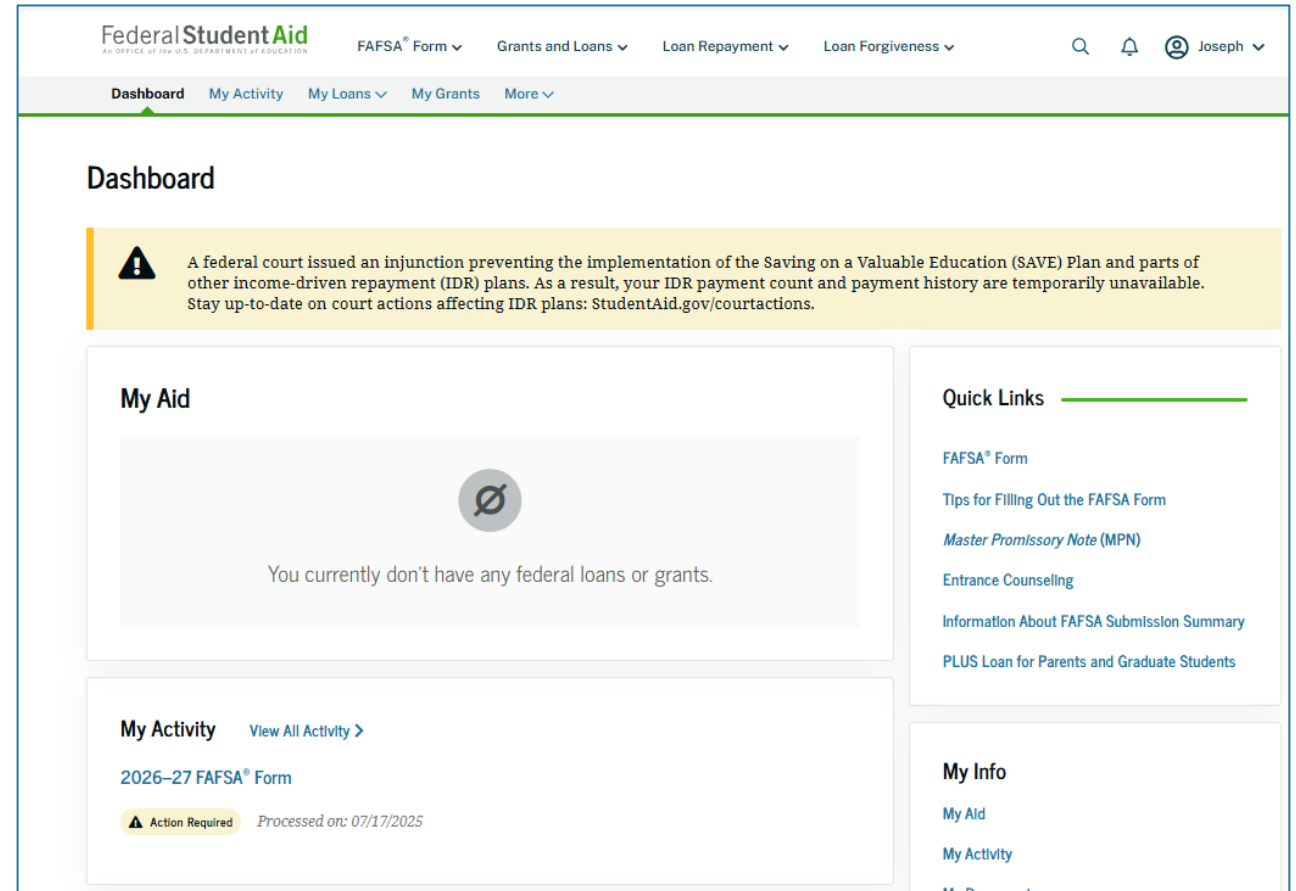 Federal Student Aid
An OFFICE of the U.S. DEPARTMENT of EDUCATION
FAFSA® Form
Grants and Loans
Loan Repayment
Loan Forgiveness
Joseph
Dashboard
My Activity
My Loans
My Grants
More
Dashboard
A federal court issued an injunction preventing the implementation of the Saving on a Valuable Education (SAVE) Plan and parts of
other income-driven repayment (IDR) plans. As a result, your IDR payment count and payment history are temporarily unavailable.
Stay up-to-date on court actions affecting IDR plans: StudentAid.gov/courtactions.
My Aid
You currently don't have any federal loans or grants.
My Activity
View All Activity
2026–27 FAFSA® Form
Action Required
Processed on: 07/17/2025
Quick Links
FAFSA® Form
Tips for Filling Out the FAFSA Form
Master Promissory Note (MPN)
Entrance Counseling
Information About FAFSA Submission Summary
PLUS Loan for Parents and Graduate Students
My Info
My Aid
My Activity